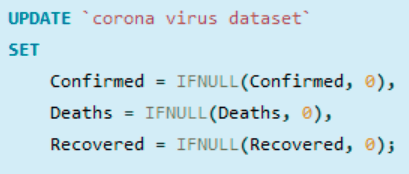 UPDATE `corona virus dataset`
SET
Confirmed = IFNULL(Confirmed, 0),
Deaths = IFNULL(Deaths, 0),
Recovered = IFNULL(Recovered, 0);